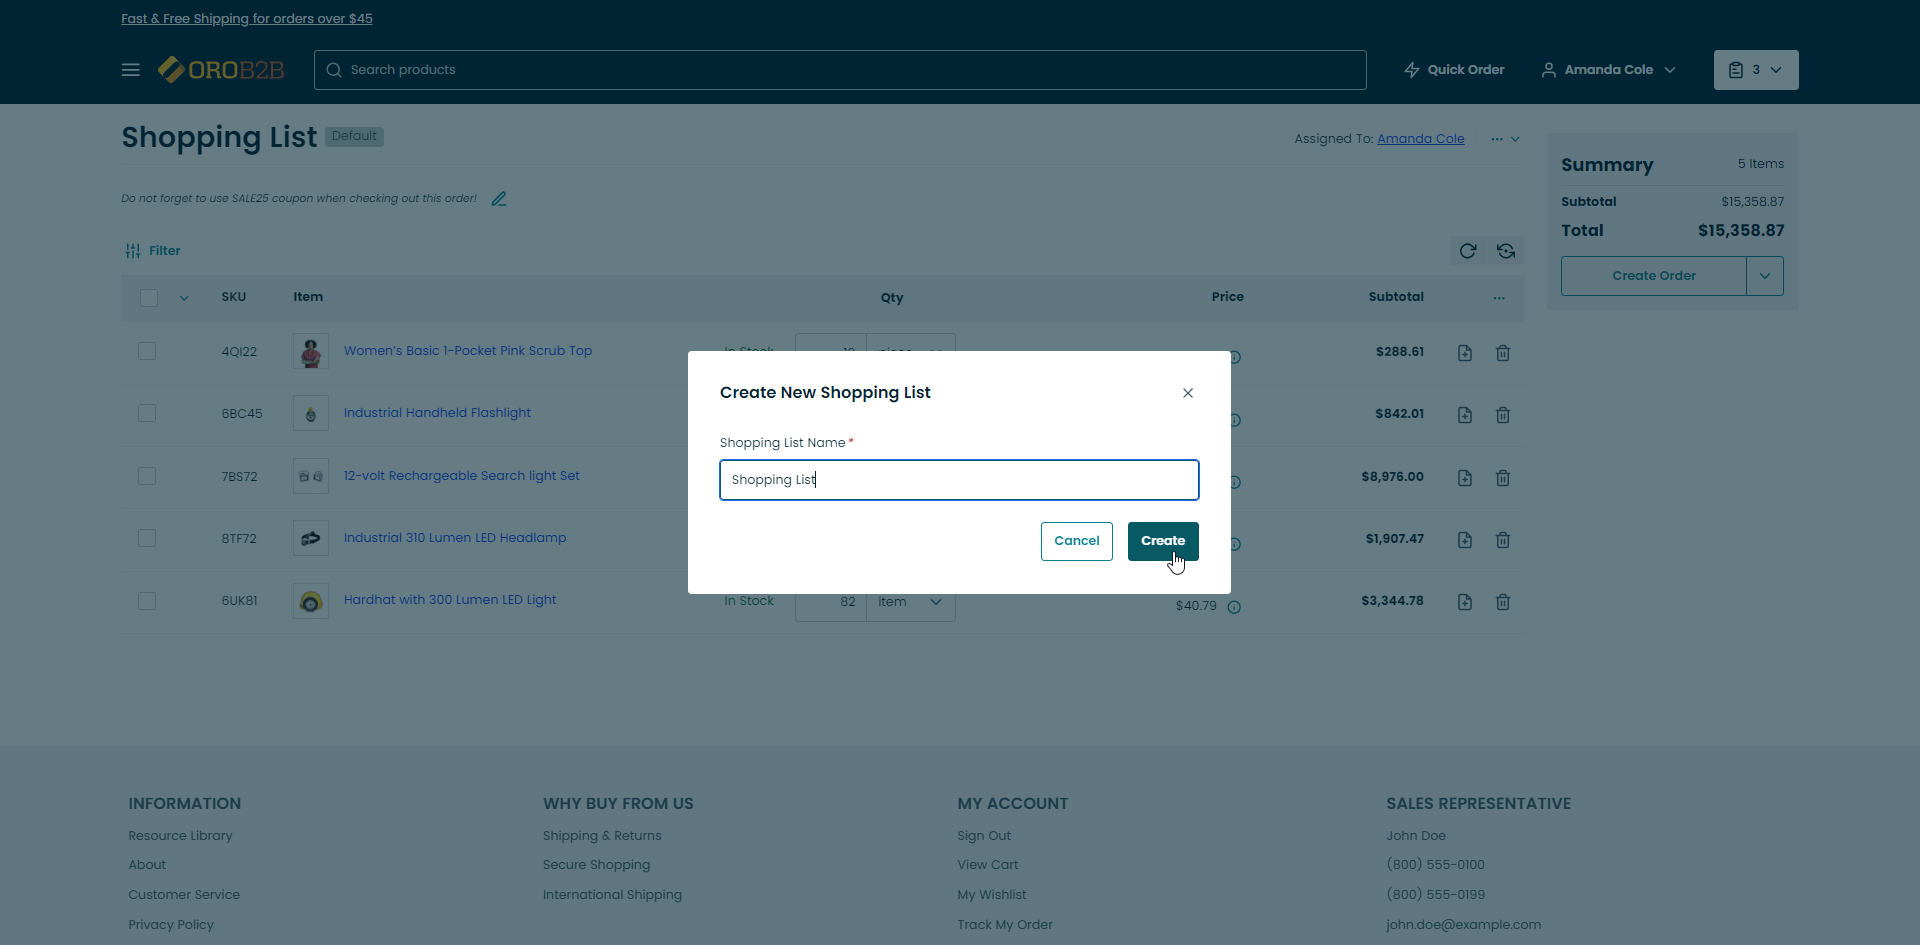 Fast & Free Shipping for orders over $45
OROB2B
Search products
Quick Order
Amanda Cole
3
Shopping List Default
Assigned To: Amanda Cole
...
Do not forget to use SALE25 coupon when checking out this order!
Filter
SKU Item Qty Price Subtotal ...
4QI22 Women's Basic 1-Pocket Pink Scrub Top In Stock $288.61
6BC45 Industrial Handheld Flashlight $842.01
7BS72 12-volt Rechargeable Search light Set $8,976.00
8TF72 Industrial 310 Lumen LED Headlamp $1,907.47
6UK81 Hardhat with 300 Lumen LED Light In Stock 82 item $40.79 $3,344.78
Summary 5 Items
Subtotal $15,358.87
Total $15,358.87
Create Order
Create New Shopping List
Shopping List Name *
Shopping List
Cancel
Create
INFORMATION
Resource Library
About
Customer Service
Privacy Policy
WHY BUY FROM US
Shipping & Returns
Secure Shopping
International Shipping
MY ACCOUNT
Sign Out
View Cart
My Wishlist
Track My Order
SALES REPRESENTATIVE
John Doe
(800) 555-0100
(800) 555-0199
john.doe@example.com